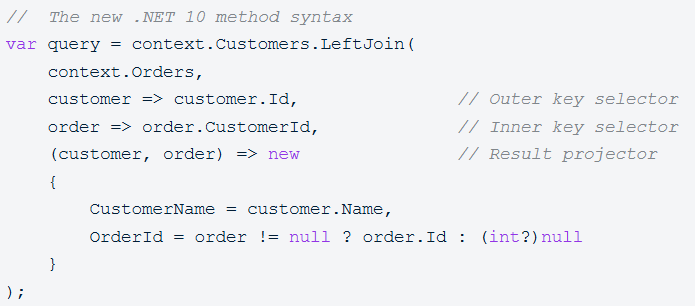 //  The new .NET 10 method syntax
var query = context.Customers.LeftJoin(
    context.Orders,
    customer => customer.Id,               // Outer key selector
    order => order.CustomerId,             // Inner key selector
    (customer, order) => new               // Result projector
    {
        CustomerName = customer.Name,
        OrderId = order != null ? order.Id : (int?)null
    }
);